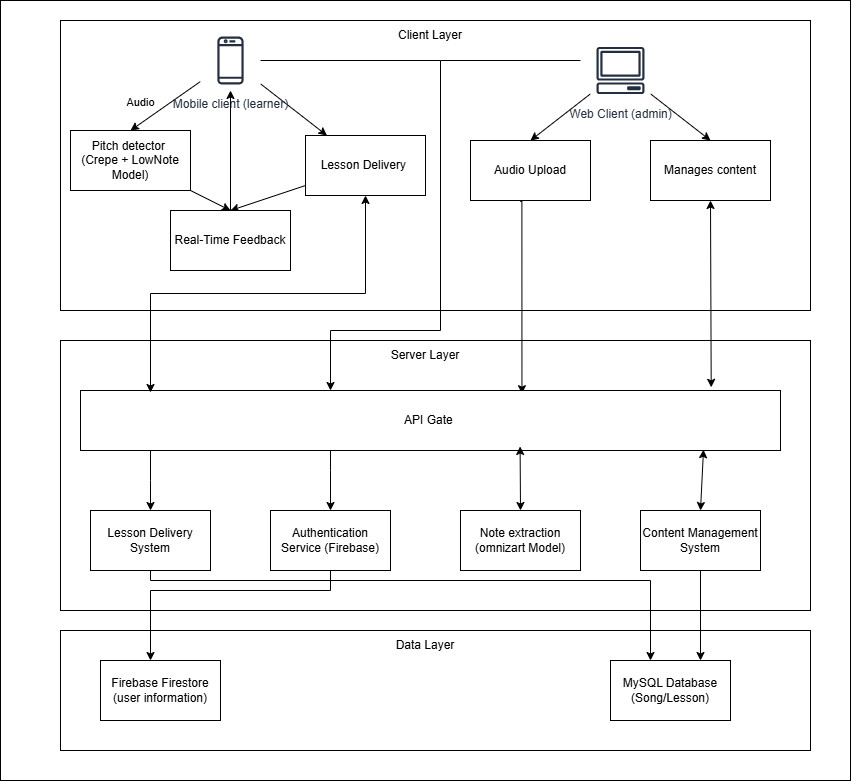 Client Layer
Audio
Mobile client (learner)
Web Client (admin)
Pitch detector
(Crepe + LowNote
Model)
Lesson Delivery
Audio Upload
Manages content
Real-Time Feedback
Server Layer
API Gate
Lesson Delivery
System
Authentication
Service (Firebase)
Note extraction
(omnizart Model)
Content Management
System
Data Layer
Firebase Firestore
(user information)
MySQL Database
(Song/Lesson)